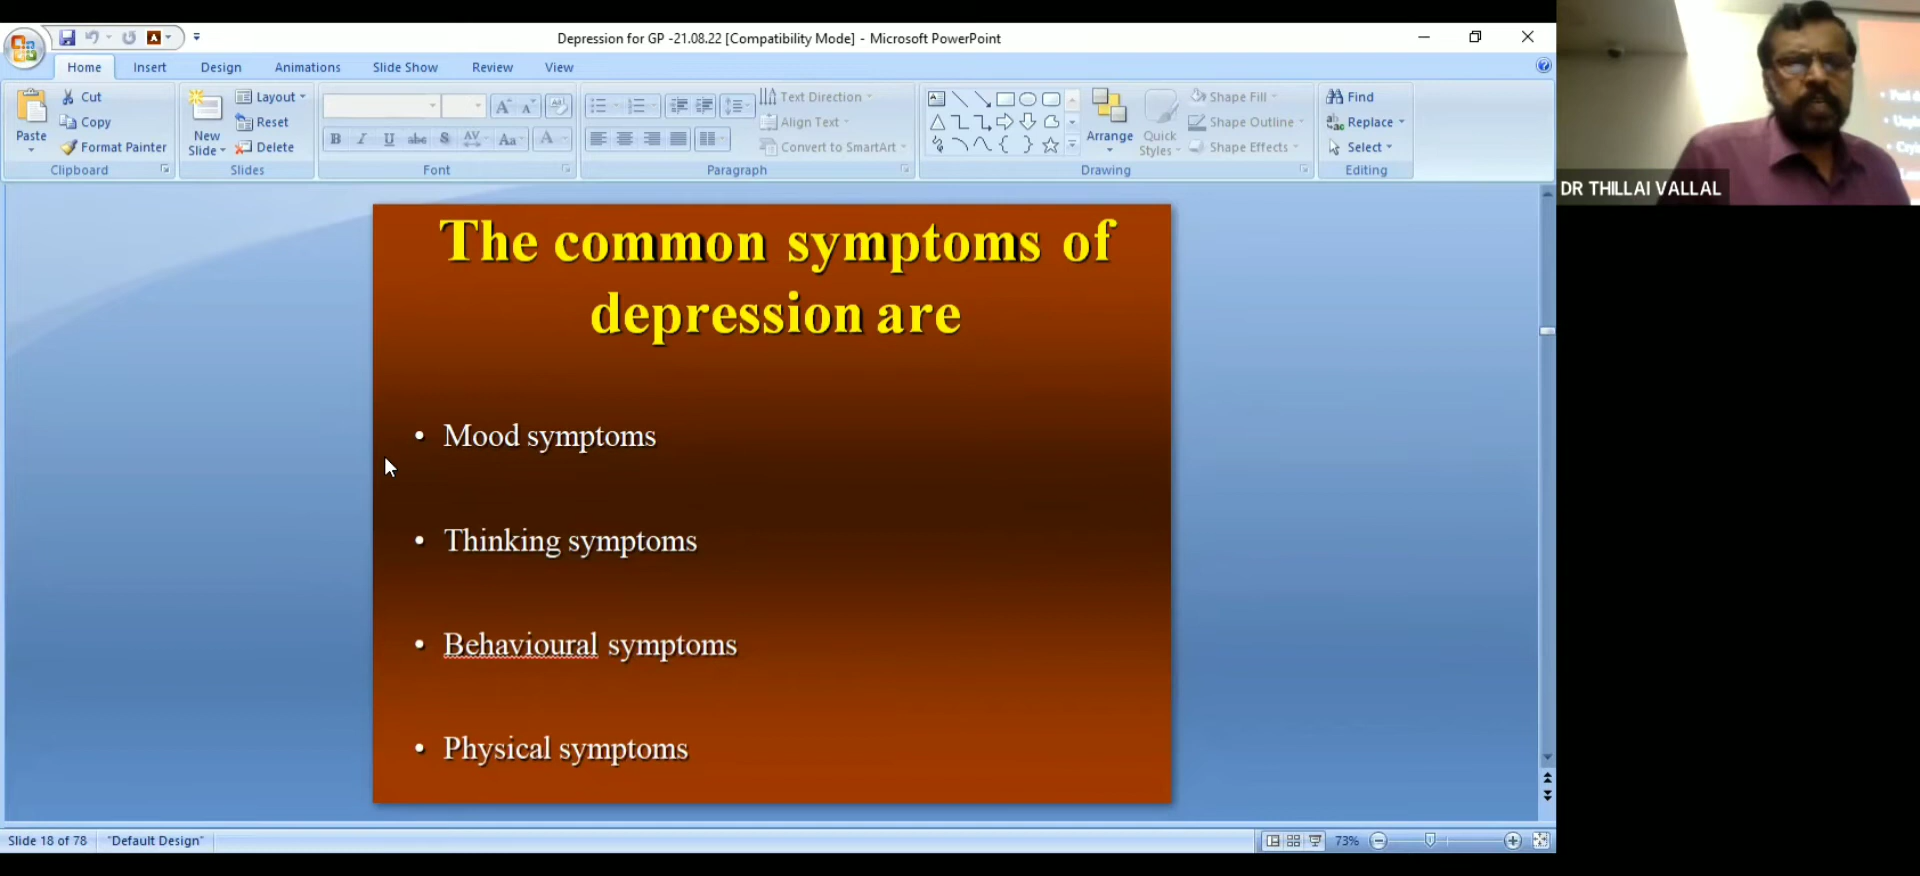 Depression for GP -21.08.22 [Compatibility Mode] - Microsoft PowerPoint
Home Insert Design Animations Slide Show Review View
Paste
Cut
Copy
Format Painter
Clipboard
New
Slide
Layout
Reset
Delete
Slides
Font
Text Direction
Align Text
Convert to SmartArt
Paragraph
Arrange
Quick
Styles
Shape Fill
Shape Outline
Shape Effects
Drawing
Find
Replace
Select
Editing
DR THILLAI VALLAL
The common symptoms of
depression are
• Mood symptoms
• Thinking symptoms
• Behavioural symptoms
• Physical symptoms
Slide 18 of 78 "Default Design" 73%